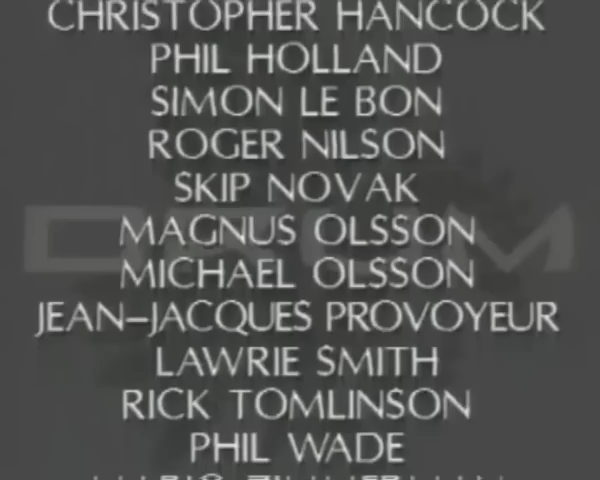 CHRISTOPHER HANCOCK
PHIL HOLLAND
SIMON LE BON
ROGER NILSON
SKIP NOVAK
MAGNUS OLSSON
MICHAEL OLSSON
JEAN-JACQUES PROVOYEUR
LAWRIE SMITH
RICK TOMLINSON
PHIL WADE
DRUM